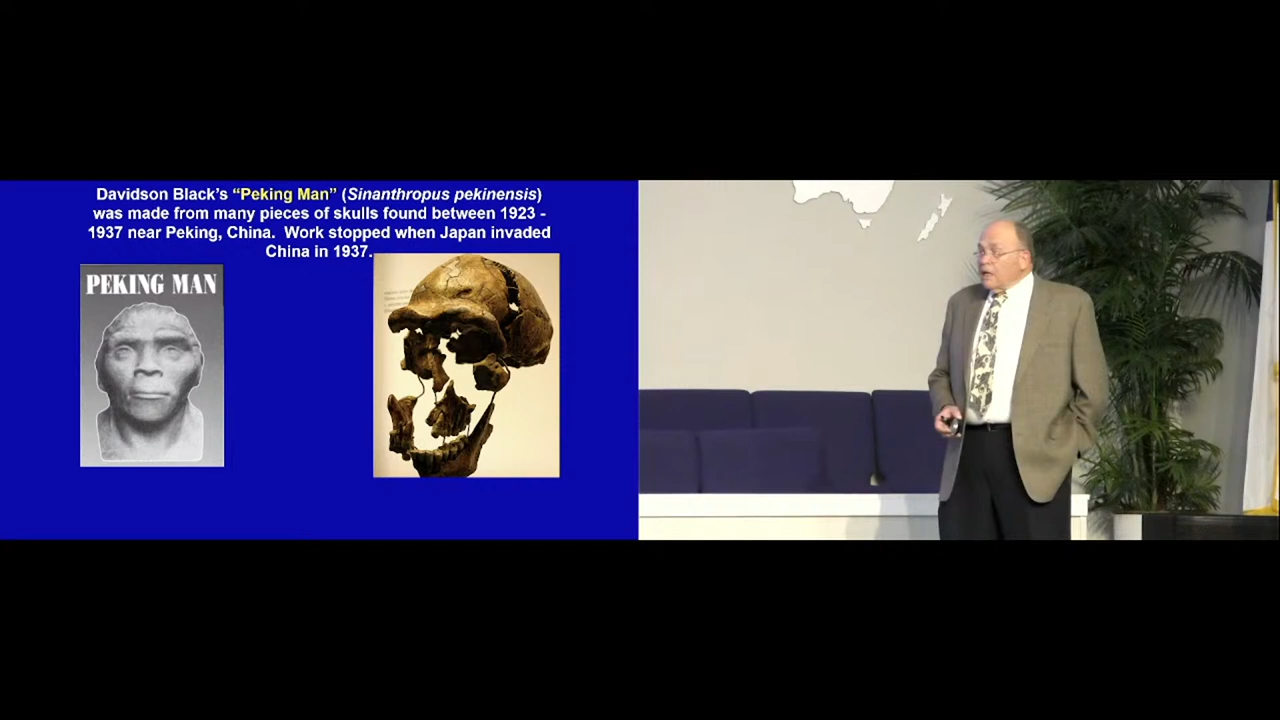 Davidson Black's “Peking Man” (Sinanthropus pekinensis)
was made from many pieces of skulls found between 1923 -
1937 near Peking, China. Work stopped when Japan invaded
China in 1937.
PEKING MAN